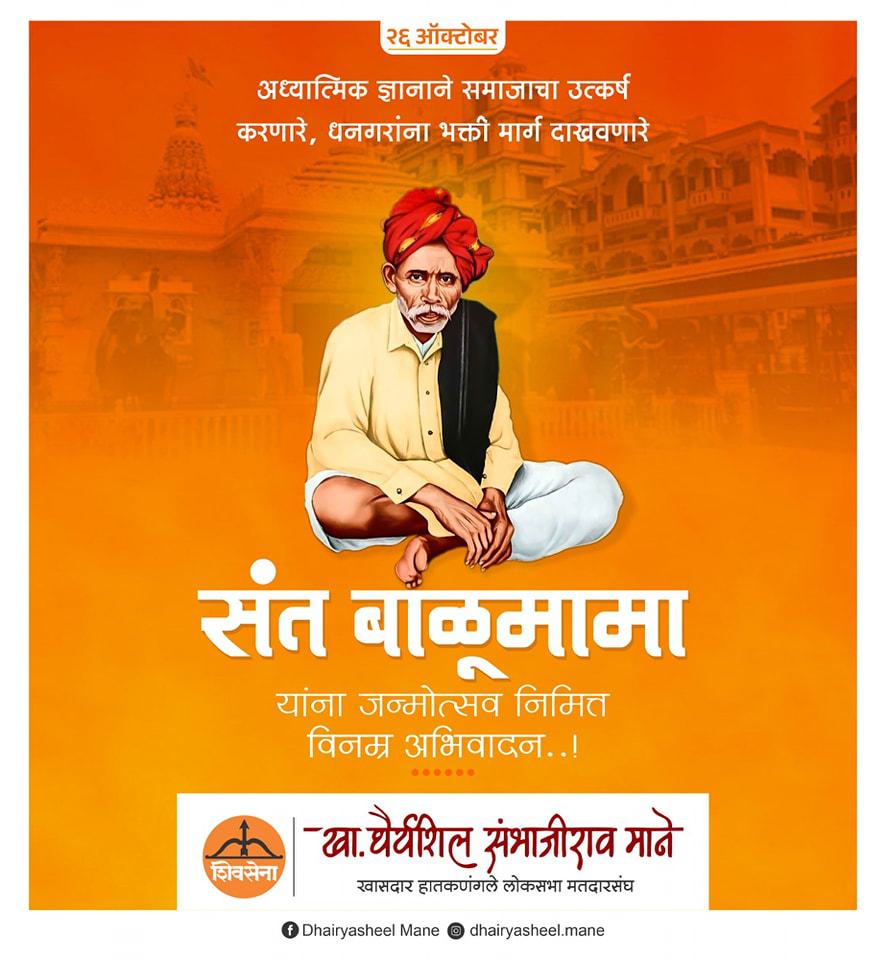 २६ ऑक्टोबर
अध्यात्मिक ज्ञानाने समाजाचा उत्कर्ष
करणारे, धनगरांना भक्ती मार्ग दाखवणारे
संत बाळूमामा
यांना जन्मोत्सव निमित्त
विनम्र अभिवादन..!
शिवसेना
खा. धैर्यशिल संभाजीराव माने
खासदार हातकणंगले लोकसभा मतदारसंघ
Dhairyasheel Mane dhairyasheel.mane